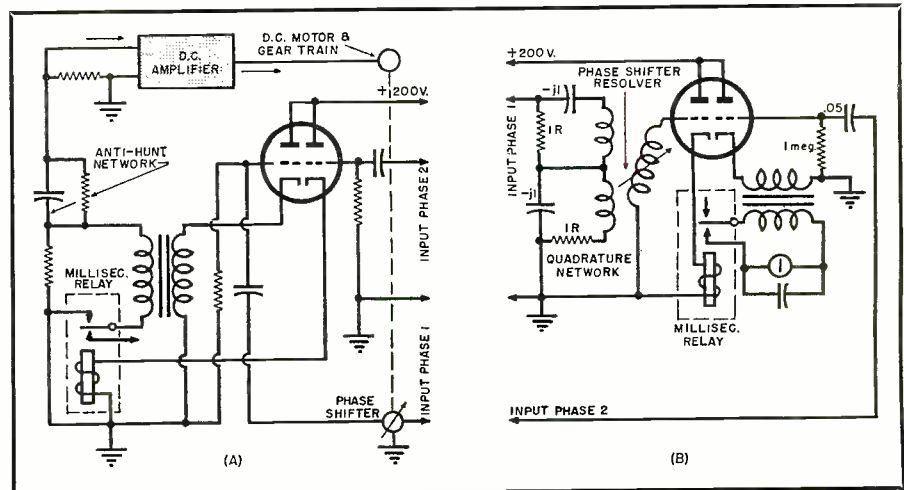 D.C. MOTOR &
GEAR TRAIN
D.C.
AMPLIFIER
+200V.
ANTI-HUNT
NETWORK
INPUT PHASE 2
MILLISEC.
RELAY
PHASE
SHIFTER
INPUT PHASE 1
(A)
+200V.
PHASE SHIFTER
RESOLVER
-j1
.05
INPUT PHASE 1
1R
1 meg.
-j1
1R
QUADRATURE
NETWORK
I
MILLISEC.
RELAY
INPUT PHASE 2
(B)